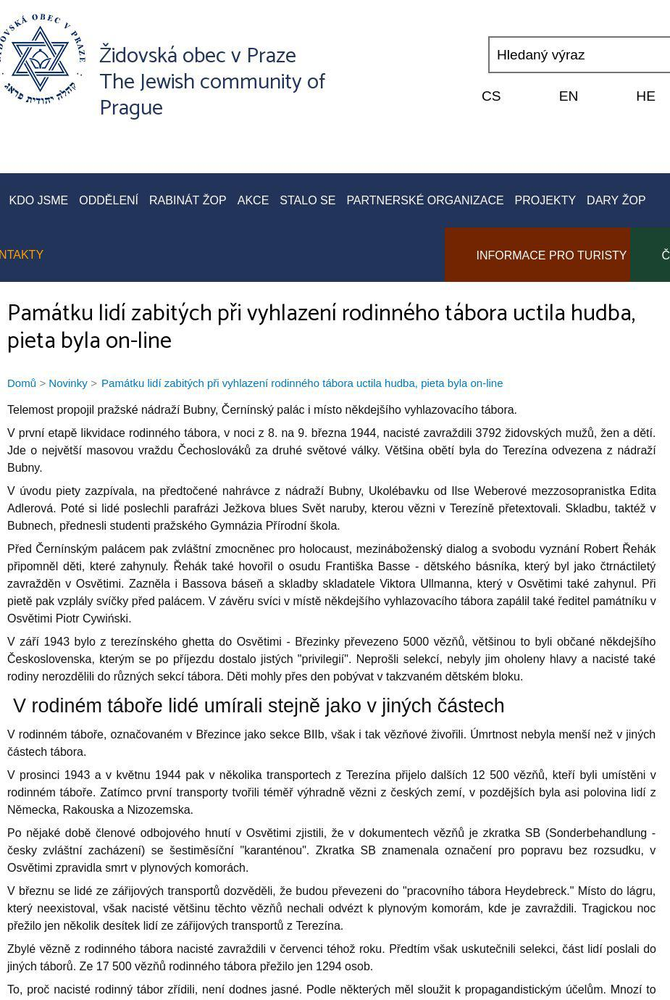 ŽIDOVSKÁ OBEC V PRAZE
קהלה יהודית פראג
Židovská obec v Praze
The Jewish community of
Prague
Hledaný výraz
CS EN HE
KDO JSME ODDĚLENÍ RABINÁT ŽOP AKCE STALO SE PARTNERSKÉ ORGANIZACE PROJEKTY DARY ŽOP
NTAKTY INFORMACE PRO TURISTY Č
Památku lidí zabitých při vyhlazení rodinného tábora uctila hudba,
pieta byla on-line
Domů > Novinky > Památku lidí zabitých při vyhlazení rodinného tábora uctila hudba, pieta byla on-line
Telemost propojil pražské nádraží Bubny, Černínský palác i místo někdejšího vyhlazovacího tábora.
V první etapě likvidace rodinného tábora, v noci z 8. na 9. března 1944, nacisté zavraždili 3792 židovských mužů, žen a dětí.
Jde o největší masovou vraždu Čechoslováků za druhé světové války. Většina obětí byla do Terezína odvezena z nádraží
Bubny.
V úvodu piety zazpívala, na předtočené nahrávce z nádraží Bubny, Ukolébavku od Ilse Weberové mezzosopranistka Edita
Adlerová. Poté si lidé poslechli parafrázi Ježkova blues Svět naruby, kterou vězni v Terezíně přetextovali. Skladbu, taktéž v
Bubnech, přednesli studenti pražského Gymnázia Přírodní škola.
Před Černínským palácem pak zvláštní zmocněnec pro holocaust, mezináboženský dialog a svobodu vyznání Robert Řehák
připomněl děti, které zahynuly. Řehák také hovořil o osudu Františka Basse - dětského básníka, který byl jako čtrnáctiletý
zavražděn v Osvětimi. Zazněla i Bassova báseň a skladby skladatele Viktora Ullmanna, který v Osvětimi také zahynul. Při
pietě pak vzplály svíčky před palácem. V závěru svíci v místě někdejšího vyhlazovacího tábora zapálil také ředitel památníku v
Osvětimi Piotr Cywiński.
V září 1943 bylo z terezínského ghetta do Osvětimi - Březinky převezeno 5000 vězňů, většinou to byli občané někdejšího
Československa, kterým se po příjezdu dostalo jistých "privilegií". Neprošli selekcí, nebyly jim oholeny hlavy a nacisté také
rodiny nerozdělili do různých sekcí tábora. Děti mohly přes den pobývat v takzvaném dětském bloku.
V rodiném táboře lidé umírali stejně jako v jiných částech
V rodinném táboře, označovaném v Březince jako sekce BIIb, však i tak vězňové živořili. Úmrtnost nebyla menší než v jiných
částech tábora.
V prosinci 1943 a v květnu 1944 pak v několika transportech z Terezína přijelo dalších 12 500 vězňů, kteří byli umístěni v
rodinném táboře. Zatímco první transporty tvořili téměř výhradně vězni z českých zemí, v pozdějších byla asi polovina lidí z
Německa, Rakouska a Nizozemska.
Po nějaké době členové odbojového hnutí v Osvětimi zjistili, že v dokumentech vězňů je zkratka SB (Sonderbehandlung -
česky zvláštní zacházení) se šestiměsíční "karanténou". Zkratka SB znamenala označení pro popravu bez rozsudku, v
Osvětimi zpravidla smrt v plynových komorách.
V březnu se lidé ze zářijových transportů dozvěděli, že budou převezeni do "pracovního tábora Heydebreck." Místo do lágru,
který neexistoval, však nacisté většinu těchto vězňů nechali odvézt k plynovým komorám, kde je zavraždili. Tragickou noc
přežilo jen několik desítek lidí ze zářijových transportů z Terezína.
Zbylé vězně z rodinného tábora nacisté zavraždili v červenci téhož roku. Předtím však uskutečnili selekci, část lidí poslali do
jiných táborů. Ze 17 500 vězňů rodinného tábora přežilo jen 1294 osob.
To, proč nacisté rodinný tábor zřídili, není dodnes jasné. Podle některých měl sloužit k propagandistickým účelům. Mnozí to